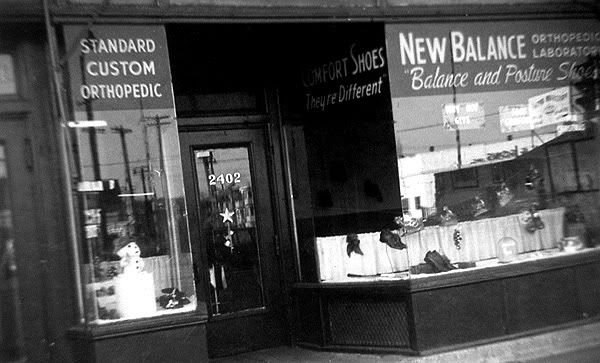 STANDARD
CUSTOM
ORTHOPEDIC
COMFORT SHOES
"They're Different"
NEW BALANCE ORTHOPEDIC
LABORATORY
"Balance and Posture Shoes
2402